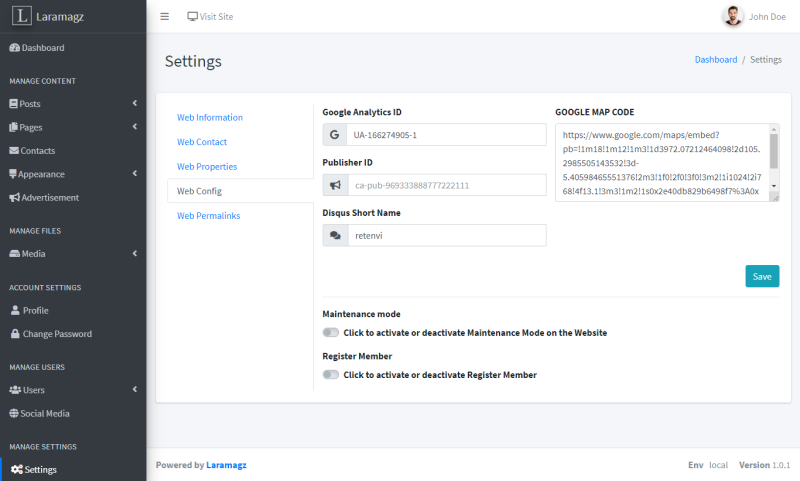 L Laramagz
Visit Site
John Doe
Dashboard
MANAGE CONTENT
Posts
Pages
Contacts
Appearance
Advertisement
MANAGE FILES
Media
ACCOUNT SETTINGS
Profile
Change Password
MANAGE USERS
Users
Social Media
MANAGE SETTINGS
Settings
Settings
Dashboard / Settings
Web Information
Web Contact
Web Properties
Web Config
Web Permalinks
Google Analytics ID
G UA-166274905-1
Publisher ID
ca-pub-969333888777222111
Disqus Short Name
retenvi
GOOGLE MAP CODE
https://www.google.com/maps/embed?
pb=!1m18!1m12!1m3!1d3972.07212464098!2d105.
2985505143532!3d-
5.40598465551376!2m3!1f0!2f0!3f0!3m2!1i1024!2i7
68!4f13.1!3m3!1m2!1s0x2e40db829b6498f7%3A0x
Save
Maintenance mode
Click to activate or deactivate Maintenance Mode on the Website
Register Member
Click to activate or deactivate Register Member
Powered by Laramagz
Env local Version 1.0.1